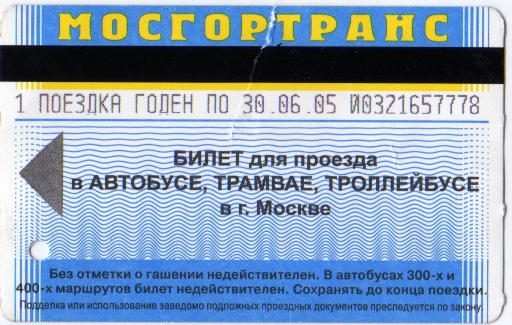 МОСГОРТРАНС
1 ПОЕЗДКА ГОДЕН ПО 30.06.05 И0321657778
БИЛЕТ для проезда
в АВТОБУСЕ, ТРАМВАЕ, ТРОЛЛЕЙБУСЕ
в г. Москве
Без отметки о гашении недействителен. В автобусах 300-х и
400-х маршрутов билет недействителен. Сохранять до конца поездки.
Подделка или использование заведомо подложных проездных документов преследуется по закону.